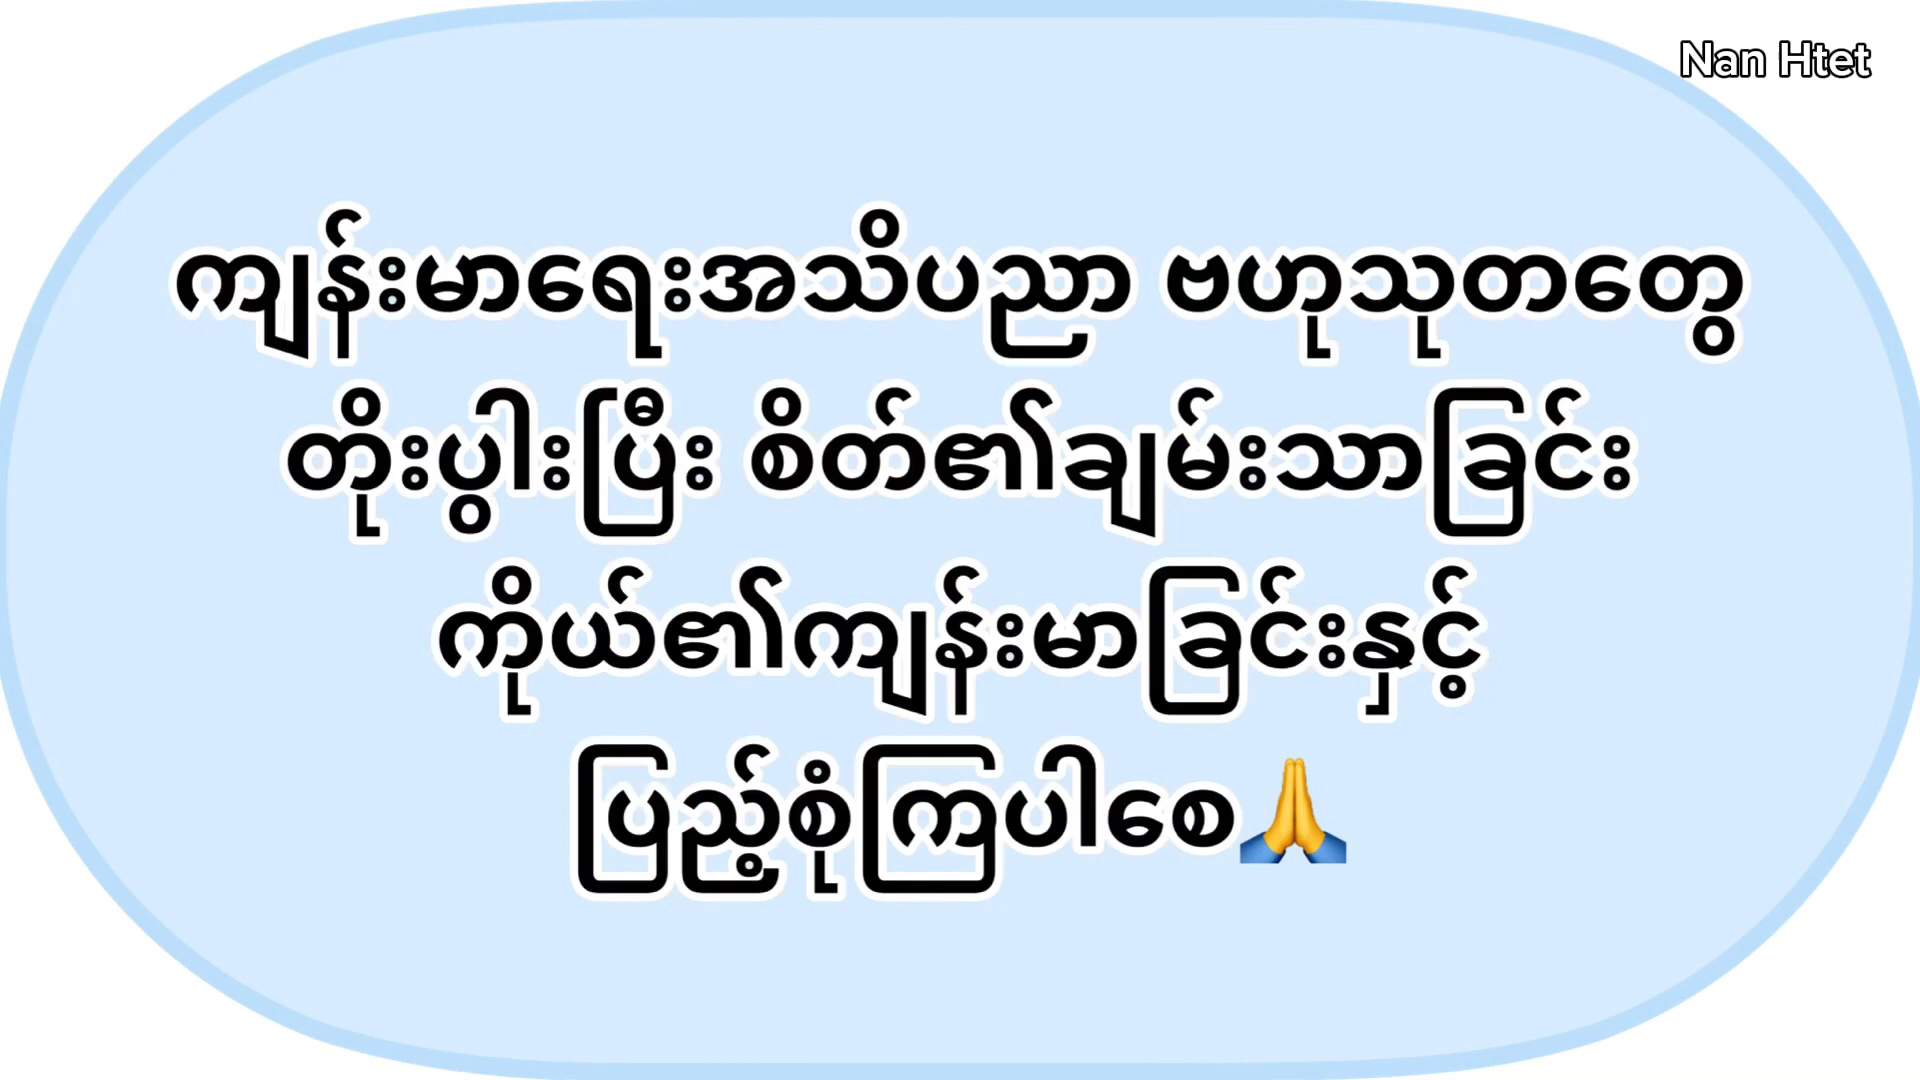 Nan Htet
ကျန်းမာရေးအသိပညာ ဗဟုသုတတွေ
တိုးပွါးပြီး စိတ်၏ချမ်းသာခြင်း
ကိုယ်၏ကျန်းမာခြင်းနှင့်
ပြည့်စုံကြပါစေ🙏